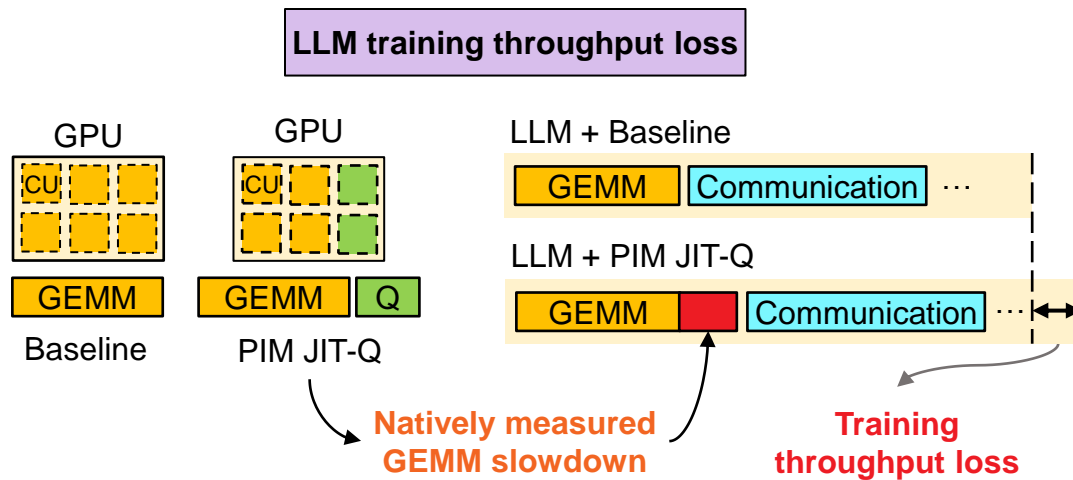 LLM training throughput loss
GPU
CU
GEMM
Baseline
GPU
CU
GEMM
Q
PIM JIT-Q
LLM + Baseline
GEMM
Communication
...
LLM + PIM JIT-Q
GEMM
Communication
...
Natively measured
GEMM slowdown
Training
throughput loss